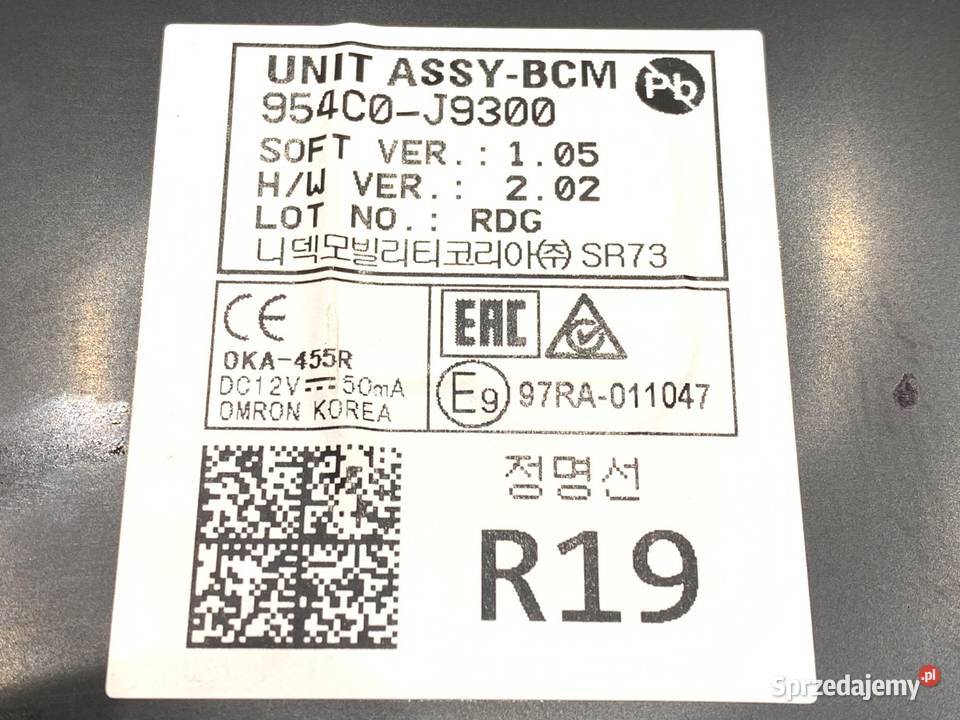 UNIT ASSY-BCM
Pb
954C0-J9300
SOFT VER.: 1.05
H/W VER.: 2.02
LOT NO.: RDG
니덱모빌리티코리아㈜ SR73
CE
OKA-455R
DC12V⎓50mA
OMRON KOREA
EAC
E9 97RA-011047
정명선
R19
Sprzedajemy.pl